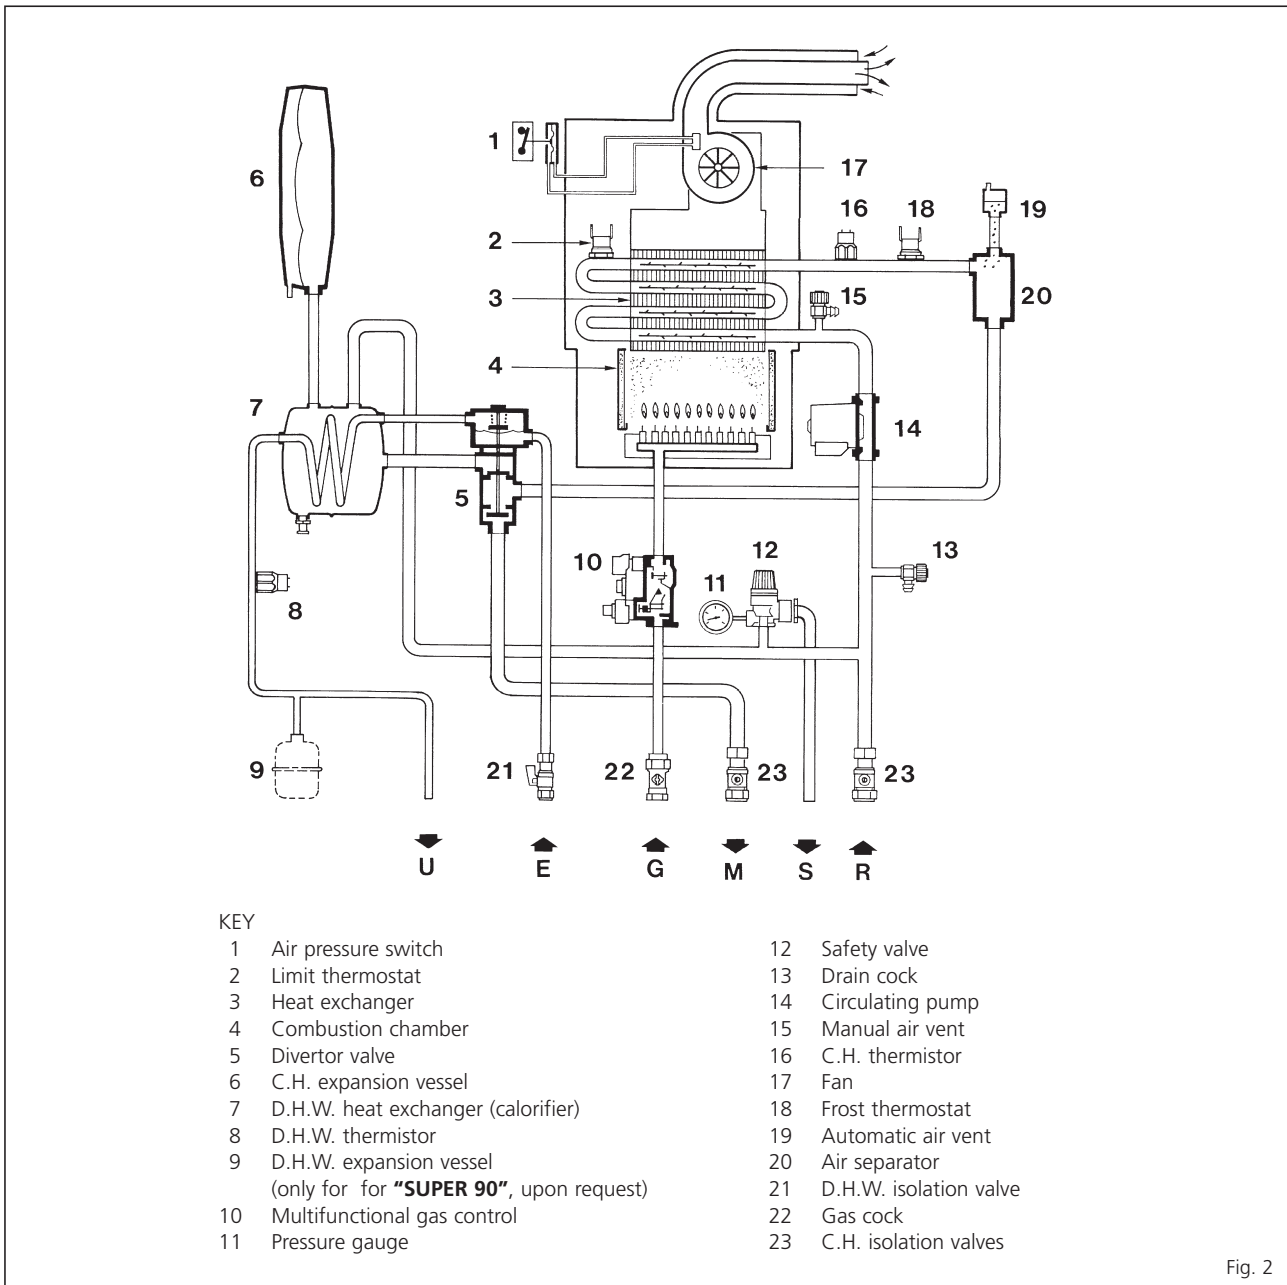 1
17
6
16
18
19
2
3
15
20
4
7
14
5
10
12
13
11
8
9
21
22
23
23
U
E
G
M
S
R
KEY
1 Air pressure switch
2 Limit thermostat
3 Heat exchanger
4 Combustion chamber
5 Divertor valve
6 C.H. expansion vessel
7 D.H.W. heat exchanger (calorifier)
8 D.H.W. thermistor
9 D.H.W. expansion vessel
(only for for “SUPER 90”, upon request)
10 Multifunctional gas control
11 Pressure gauge
12 Safety valve
13 Drain cock
14 Circulating pump
15 Manual air vent
16 C.H. thermistor
17 Fan
18 Frost thermostat
19 Automatic air vent
20 Air separator
21 D.H.W. isolation valve
22 Gas cock
23 C.H. isolation valves
Fig. 2